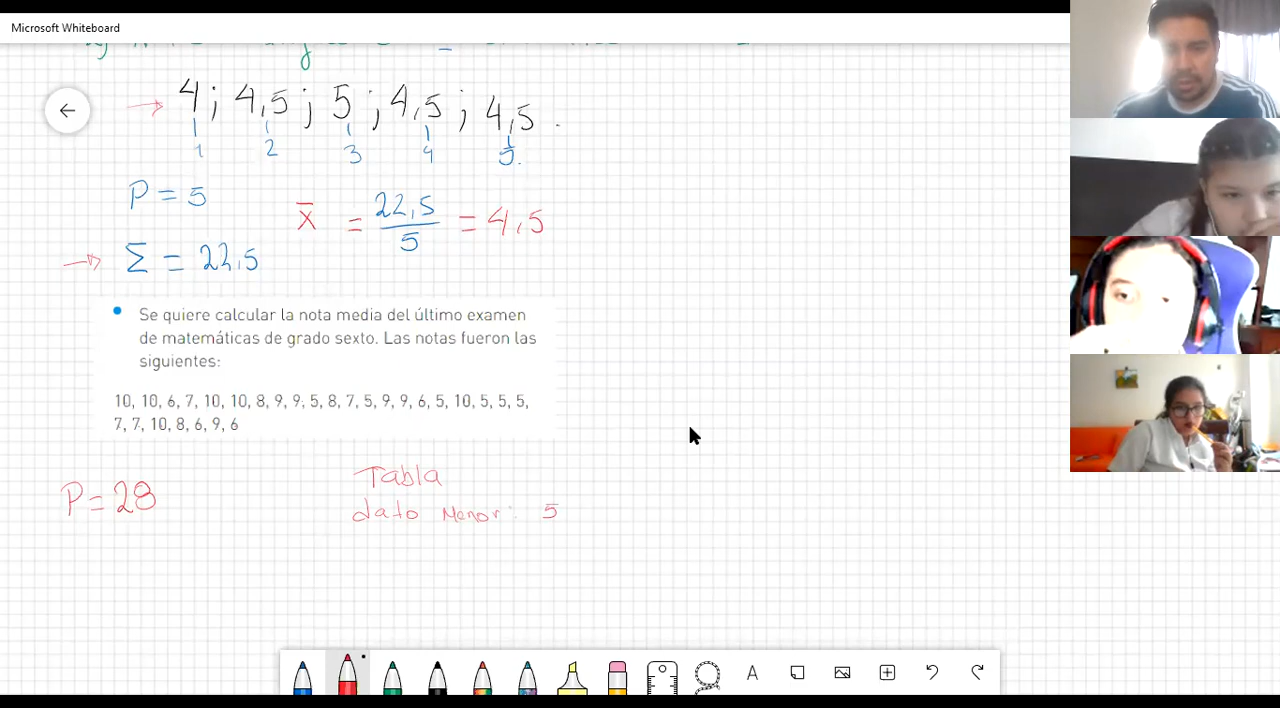 Microsoft Whiteboard
4 ; 4,5 ; 5 ; 4,5 ; 4,5 .
1 2 3 4 5.
P = 5
x̄ = 22,5 / 5 = 4,5
Σ = 22,5
Se quiere calcular la nota media del último examen
de matemáticas de grado sexto. Las notas fueron las
siguientes:
10, 10, 6, 7, 10, 10, 8, 9, 9, 5, 8, 7, 5, 9, 9, 6, 5, 10, 5, 5, 5,
7, 7, 10, 8, 6, 9, 6
P = 28
Tabla
dato Menor: 5
A